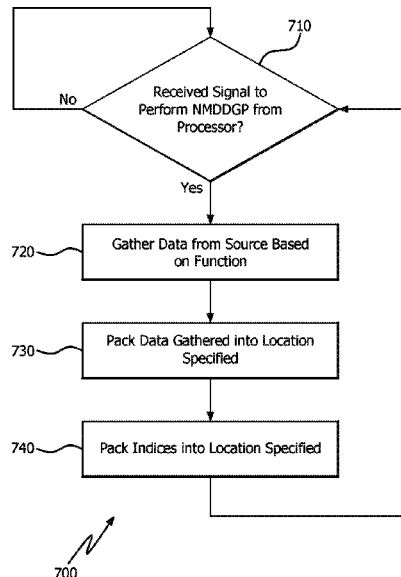 710
Received Signal to
Perform NMDDGP from
Processor?
No
Yes
720
Gather Data from Source Based
on Function
730
Pack Data Gathered into Location
Specified
740
Pack Indices into Location Specified
700